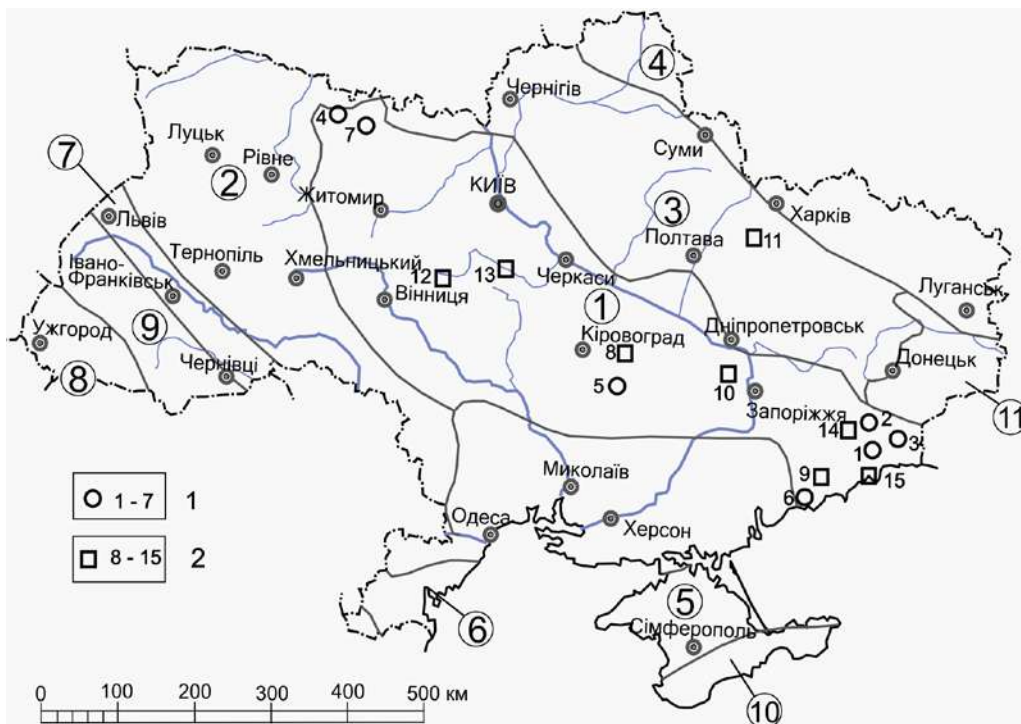 4
Чернігів
4
7
Луцьк
Рівне
Суми
7
2
КИЇВ
Житомир
3
Харків
Львів
Полтава
11
Тернопіль
Хмельницький
13
Черкаси
Івано-
Франківськ
12
Вінниця
Луганськ
1
9
Кіровоград
Дніпропетровськ
Ужгород
8
Донецьк
8
Чернівці
5
10
Запоріжжя
11
14
2
3
1
Миколаїв
9
15
1 - 7
1
6
Одеса
Херсон
8 - 15
2
5
6
Сімферополь
0
100
200
300
400
500 км
10